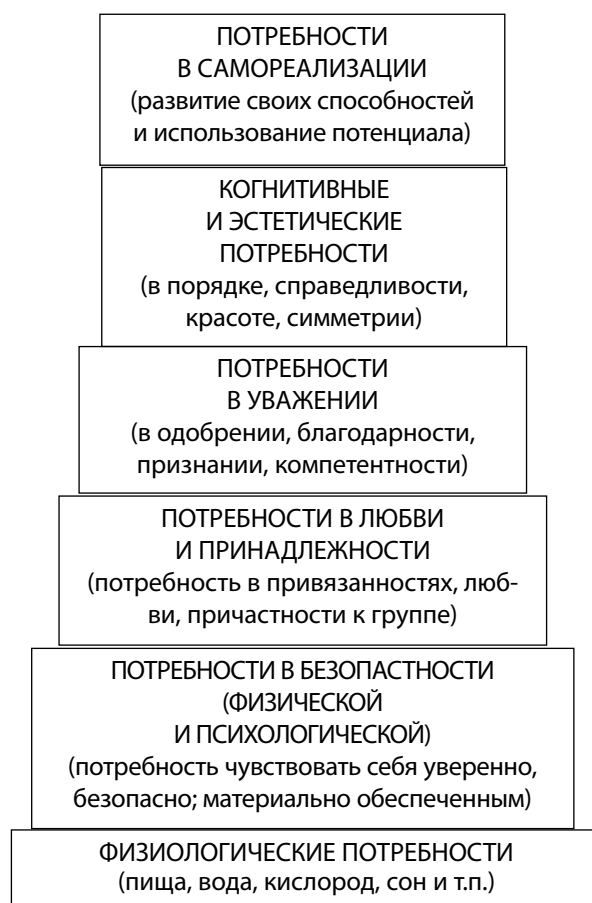 ПОТРЕБНОСТИ
В САМОРЕАЛИЗАЦИИ
(развитие своих способностей
и использование потенциала)
КОГНИТИВНЫЕ
И ЭСТЕТИЧЕСКИЕ
ПОТРЕБНОСТИ
(в порядке, справедливости,
красоте, симметрии)
ПОТРЕБНОСТИ
В УВАЖЕНИИ
(в одобрении, благодарности,
признании, компетентности)
ПОТРЕБНОСТИ В ЛЮБВИ
И ПРИНАДЛЕЖНОСТИ
(потребность в привязанностях, люб-
ви, причастности к группе)
ПОТРЕБНОСТИ В БЕЗОПАСТНОСТИ
(ФИЗИЧЕСКОЙ
И ПСИХОЛОГИЧЕСКОЙ)
(потребность чувствовать себя уверенно,
безопасно; материально обеспеченным)
ФИЗИОЛОГИЧЕСКИЕ ПОТРЕБНОСТИ
(пища, вода, кислород, сон и т.п.)